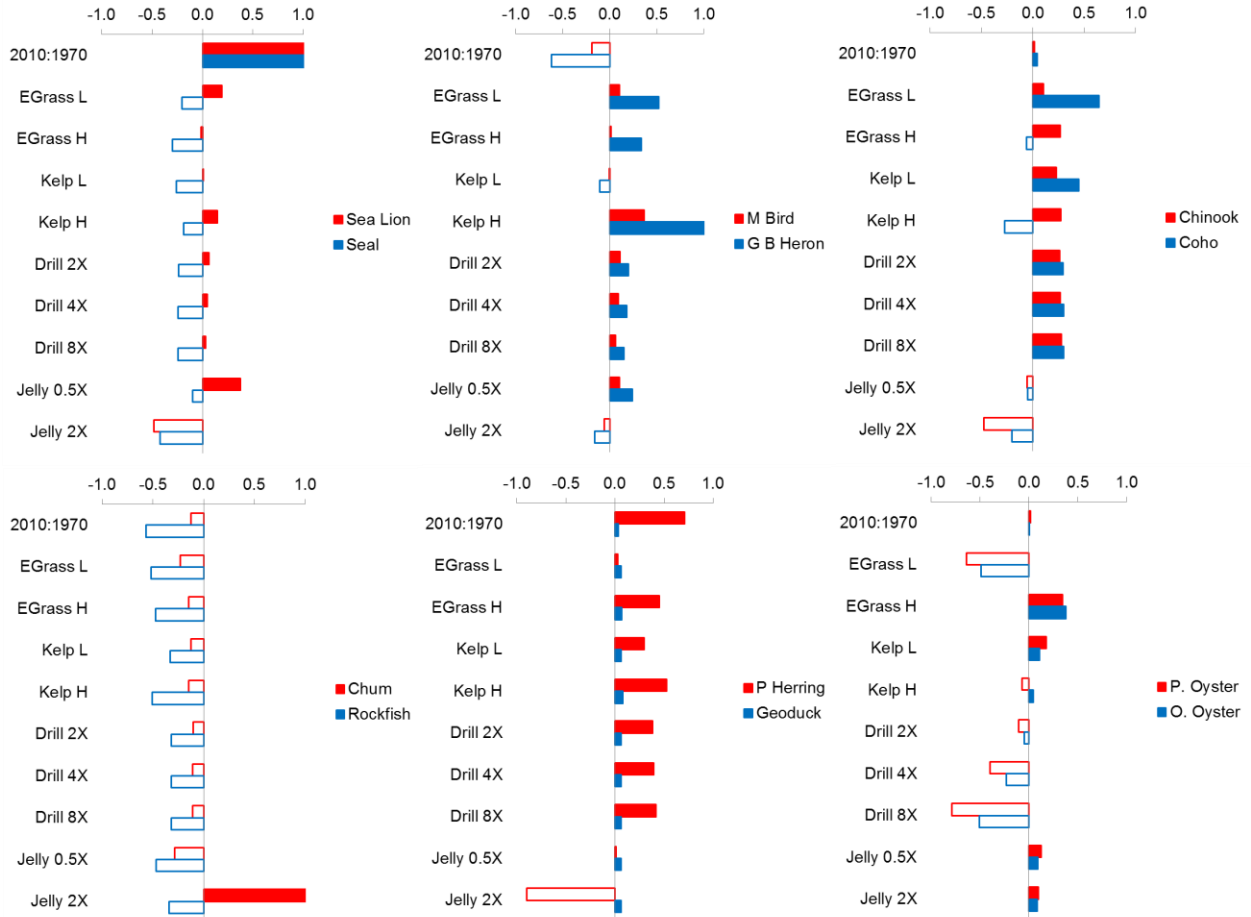 -1.0 -0.5 0.0 0.5 1.0
2010:1970
EGrass L
EGrass H
Kelp L
Kelp H
Drill 2X
Drill 4X
Drill 8X
Jelly 0.5X
Jelly 2X
Sea Lion
Seal
-1.0 -0.5 0.0 0.5 1.0
2010:1970
EGrass L
EGrass H
Kelp L
Kelp H
Drill 2X
Drill 4X
Drill 8X
Jelly 0.5X
Jelly 2X
M Bird
G B Heron
-1.0 -0.5 0.0 0.5 1.0
2010:1970
EGrass L
EGrass H
Kelp L
Kelp H
Drill 2X
Drill 4X
Drill 8X
Jelly 0.5X
Jelly 2X
Chinook
Coho
-1.0 -0.5 0.0 0.5 1.0
2010:1970
EGrass L
EGrass H
Kelp L
Kelp H
Drill 2X
Drill 4X
Drill 8X
Jelly 0.5X
Jelly 2X
Chum
Rockfish
-1.0 -0.5 0.0 0.5 1.0
2010:1970
EGrass L
EGrass H
Kelp L
Kelp H
Drill 2X
Drill 4X
Drill 8X
Jelly 0.5X
Jelly 2X
P Herring
Geoduck
-1.0 -0.5 0.0 0.5 1.0
2010:1970
EGrass L
EGrass H
Kelp L
Kelp H
Drill 2X
Drill 4X
Drill 8X
Jelly 0.5X
Jelly 2X
P. Oyster
O. Oyster